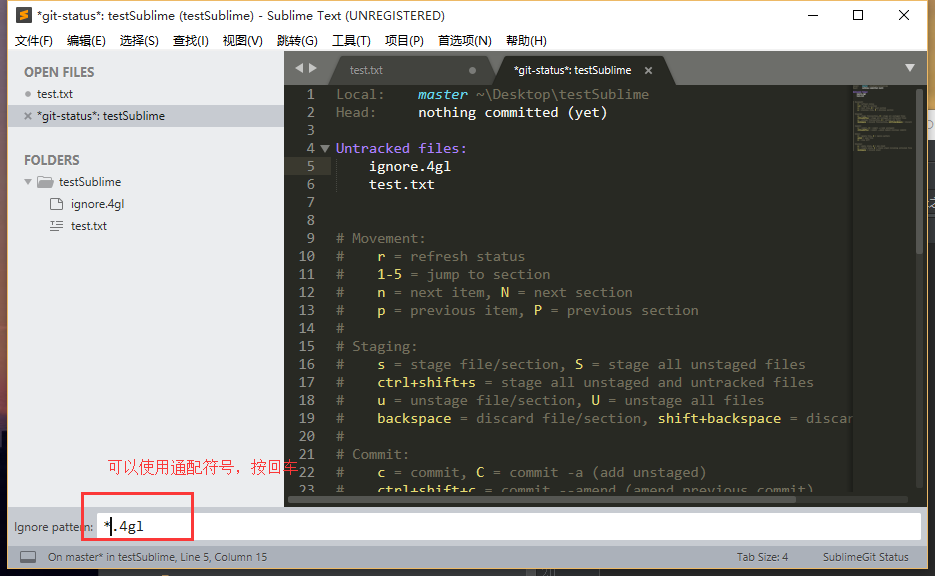 *git-status*: testSublime (testSublime) - Sublime Text (UNREGISTERED)
文件(F) 编辑(E) 选择(S) 查找(I) 视图(V) 跳转(G) 工具(T) 项目(P) 首选项(N) 帮助(H)
OPEN FILES
test.txt
*git-status*: testSublime
FOLDERS
testSublime
ignore.4gl
test.txt
test.txt
*git-status*: testSublime
1 Local: master ~\Desktop\testSublime
2 Head: nothing committed (yet)
3
4 Untracked files:
5 ignore.4gl
6 test.txt
7
8
9 # Movement:
10 # r = refresh status
11 # 1-5 = jump to section
12 # n = next item, N = next section
13 # p = previous item, P = previous section
14 #
15 # Staging:
16 # s = stage file/section, S = stage all unstaged files
17 # ctrl+shift+s = stage all unstaged and untracked files
18 # u = unstage file/section, U = unstage all files
19 # backspace = discard file/section, shift+backspace = discar
20 #
21 # Commit:
22 # c = commit, C = commit -a (add unstaged)
23 # ctrl+shift+c = commit --amend (amend previous commit)
可以使用通配符号，按回车
Ignore pattern: *.4gl
On master* in testSublime, Line 5, Column 15
Tab Size: 4
SublimeGit Status